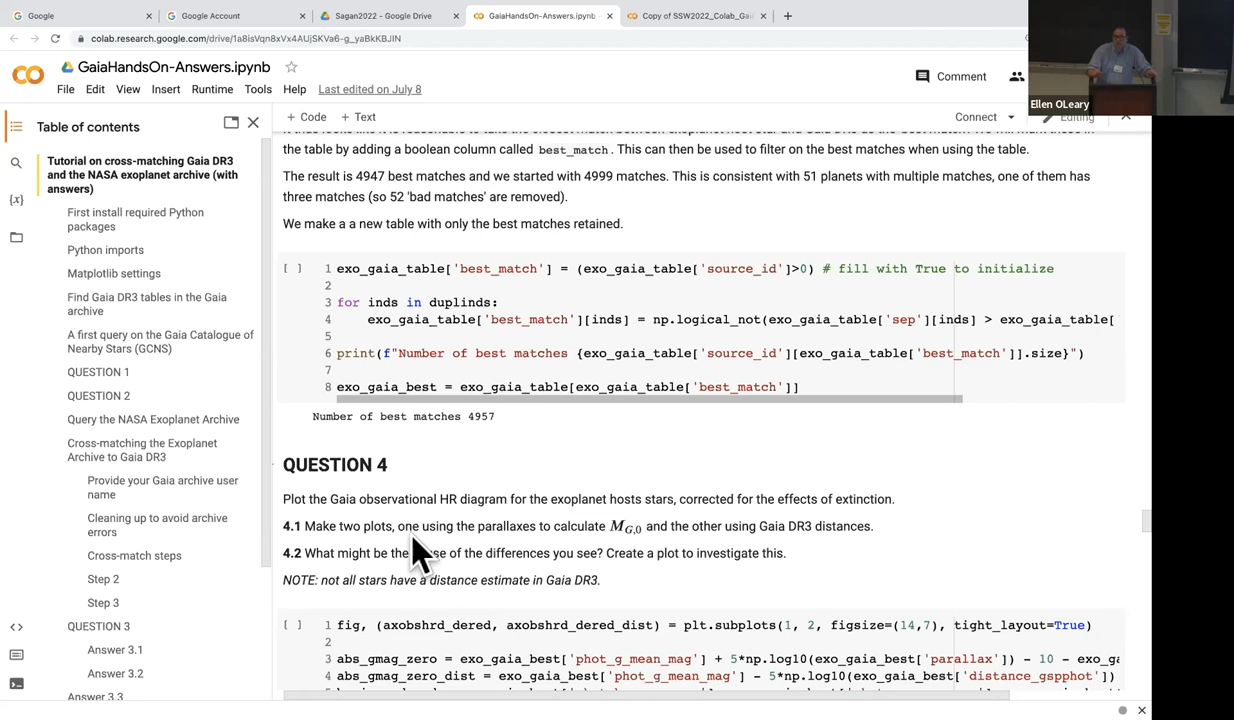 Google
Google Account
Sagan2022 - Google Drive
GaiaHandsOn-Answers.ipynb
Copy of SSW2022_Colab_Gai
colab.research.google.com/drive/1a8isVqn8xVx4AUjSKVa6-g_yaBkKBJIN
GaiaHandsOn-Answers.ipynb
File Edit View Insert Runtime Tools Help Last edited on July 8
Comment
Ellen OLeary
+ Code + Text
Connect
Editing
Table of contents
Tutorial on cross-matching Gaia DR3
and the NASA exoplanet archive (with
answers)
First install required Python
packages
Python imports
Matplotlib settings
Find Gaia DR3 tables in the Gaia
archive
A first query on the Gaia Catalogue of
Nearby Stars (GCNS)
QUESTION 1
QUESTION 2
Query the NASA Exoplanet Archive
Cross-matching the Exoplanet
Archive to Gaia DR3
Provide your Gaia archive user
name
Cleaning up to avoid archive
errors
Cross-match steps
Step 2
Step 3
QUESTION 3
Answer 3.1
Answer 3.2
Answer 3.3
the table by adding a boolean column called best_match. This can then be used to filter on the best matches when using the table.
The result is 4947 best matches and we started with 4999 matches. This is consistent with 51 planets with multiple matches, one of them has
three matches (so 52 'bad matches' are removed).
We make a a new table with only the best matches retained.
[ ] 1 exo_gaia_table['best_match'] = (exo_gaia_table['source_id']>0) # fill with True to initialize
2
3 for inds in duplinds:
4 exo_gaia_table['best_match'][inds] = np.logical_not(exo_gaia_table['sep'][inds] > exo_gaia_table[
5
6 print(f"Number of best matches {exo_gaia_table['source_id'][exo_gaia_table['best_match']].size}")
7
8 exo_gaia_best = exo_gaia_table[exo_gaia_table['best_match']]
Number of best matches 4957
QUESTION 4
Plot the Gaia observational HR diagram for the exoplanet hosts stars, corrected for the effects of extinction.
4.1 Make two plots, one using the parallaxes to calculate M_{G,0} and the other using Gaia DR3 distances.
4.2 What might be the se of the differences you see? Create a plot to investigate this.
NOTE: not all stars have a distance estimate in Gaia DR3.
[ ] 1 fig, (axobshrd_dered, axobshrd_dered_dist) = plt.subplots(1, 2, figsize=(14,7), tight_layout=True)
2
3 abs_gmag_zero = exo_gaia_best['phot_g_mean_mag'] + 5*np.log10(exo_gaia_best['parallax']) - 10 - exo_ga
4 abs_gmag_zero_dist = exo_gaia_best['phot_g_mean_mag'] - 5*np.log10(exo_gaia_best['distance_gspphot'])